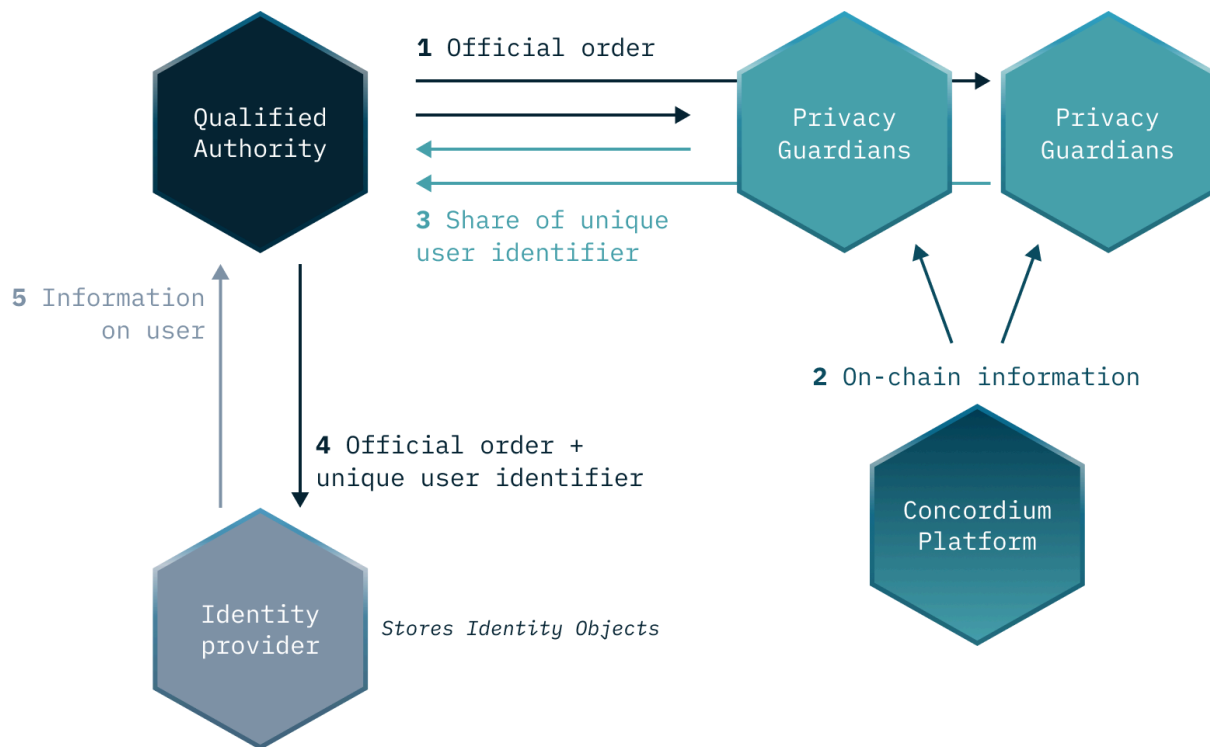 1 Official order
Qualified
Authority
Privacy
Guardians
Privacy
Guardians
3 Share of unique
user identifier
5 Information
on user
2 On-chain information
4 Official order +
unique user identifier
Concordium
Platform
Identity
provider
Stores Identity Objects